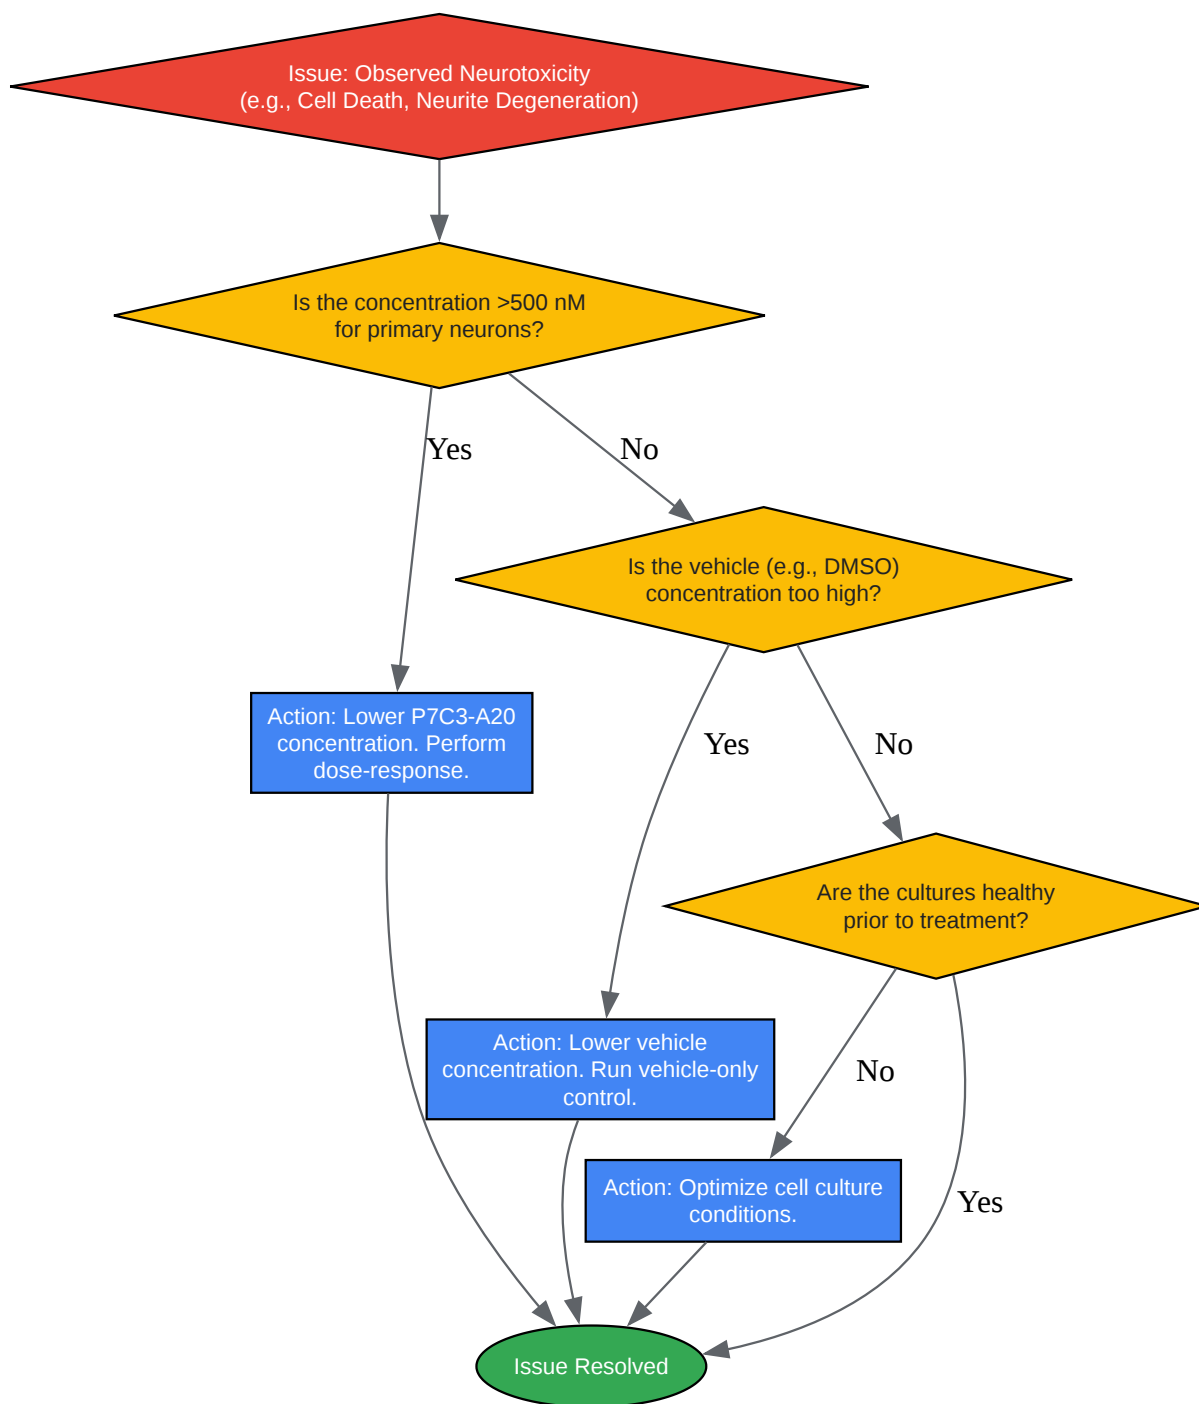 Issue: Observed Neurotoxicity
(e.g., Cell Death, Neurite Degeneration)
Is the concentration >500 nM
for primary neurons?
Yes
No
Is the vehicle (e.g., DMSO)
concentration too high?
Action: Lower P7C3-A20
concentration. Perform
dose-response.
Yes
No
Are the cultures healthy
prior to treatment?
Action: Lower vehicle
concentration. Run vehicle-only
control.
No
Action: Optimize cell culture
conditions.
Yes
Issue Resolved